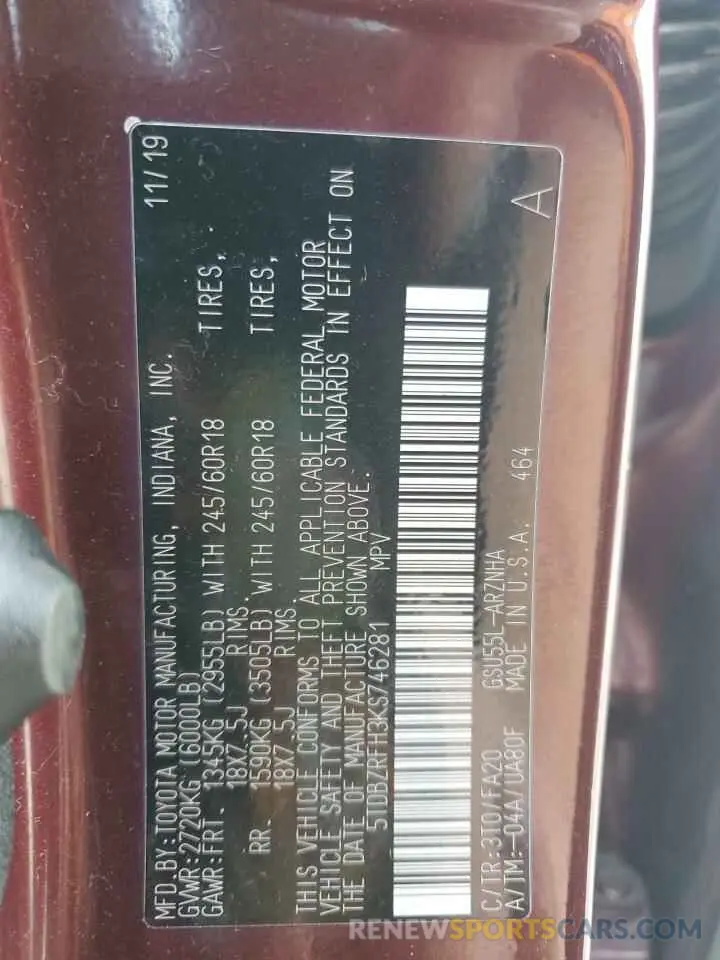 MFD.BY:TOYOTA MOTOR MANUFACTURING, INDIANA, INC. 11/19
GVWR:2720KG (6000LB)
GAWR:FRT. 1345KG (2955LB) WITH 245/60R18 TIRES,
18X7.5J RIMS.
RR. 1590KG (3505LB) WITH 245/60R18 TIRES,
18X7.5J RIMS.
THIS VEHICLE CONFORMS TO ALL APPLICABLE FEDERAL MOTOR
VEHICLE SAFETY AND THEFT PREVENTION STANDARDS IN EFFECT ON
THE DATE OF MANUFACTURE SHOWN ABOVE.
5TDBZRFH3KS746281 MPV
C/TR:3T0/FA20 GSU55L-ARZNHA
A/TM:-04A/UA80F MADE IN U.S.A. 464
A
RENEWSPORTSCARS.COM